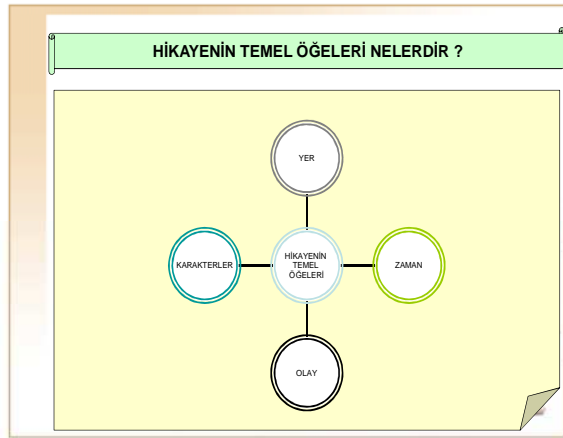 HİKAYENİN TEMEL ÖĞELERİ NELERDİR ?
YER
KARAKTERLER
HİKAYENİN
TEMEL
ÖĞELERİ
ZAMAN
OLAY